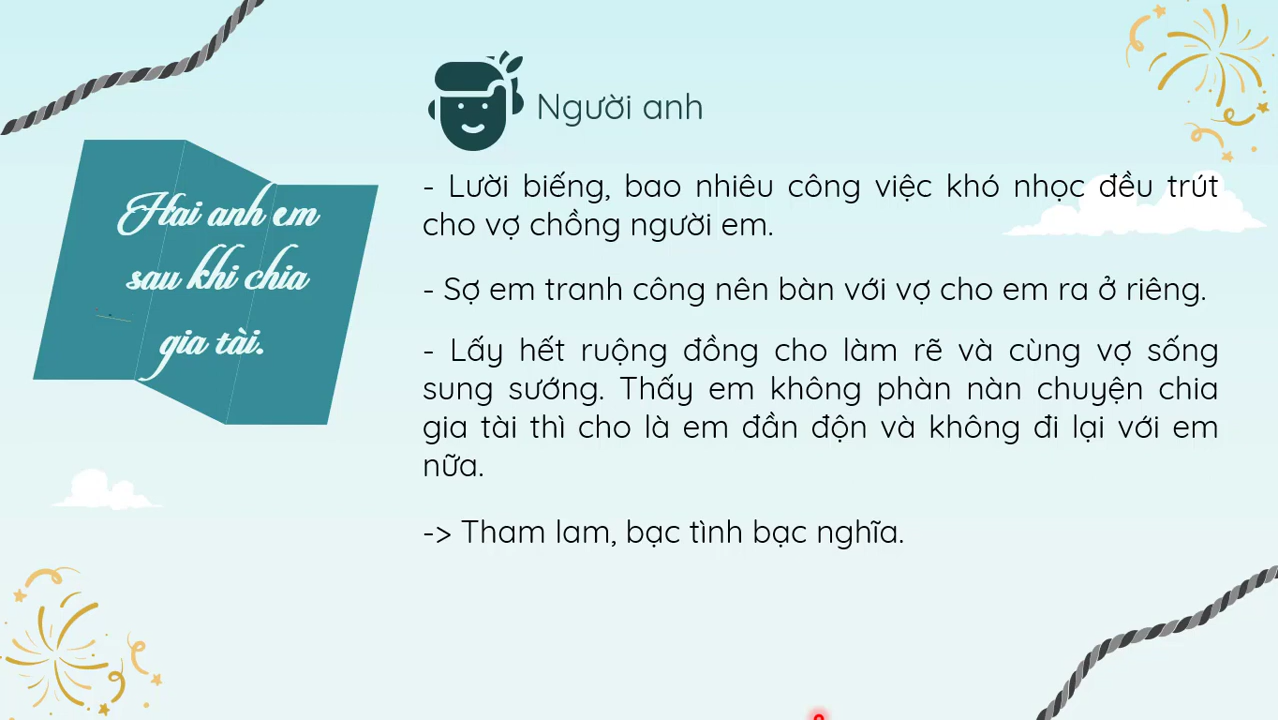 Hai anh em
sau khi chia
gia tài.
Người anh
- Lười biếng, bao nhiêu công việc khó nhọc đều trút
cho vợ chồng người em.
- Sợ em tranh công nên bàn với vợ cho em ra ở riêng.
- Lấy hết ruộng đồng cho làm rẽ và cùng vợ sống
sung sướng. Thấy em không phàn nàn chuyện chia
gia tài thì cho là em đần độn và không đi lại với em
nữa.
-> Tham lam, bạc tình bạc nghĩa.